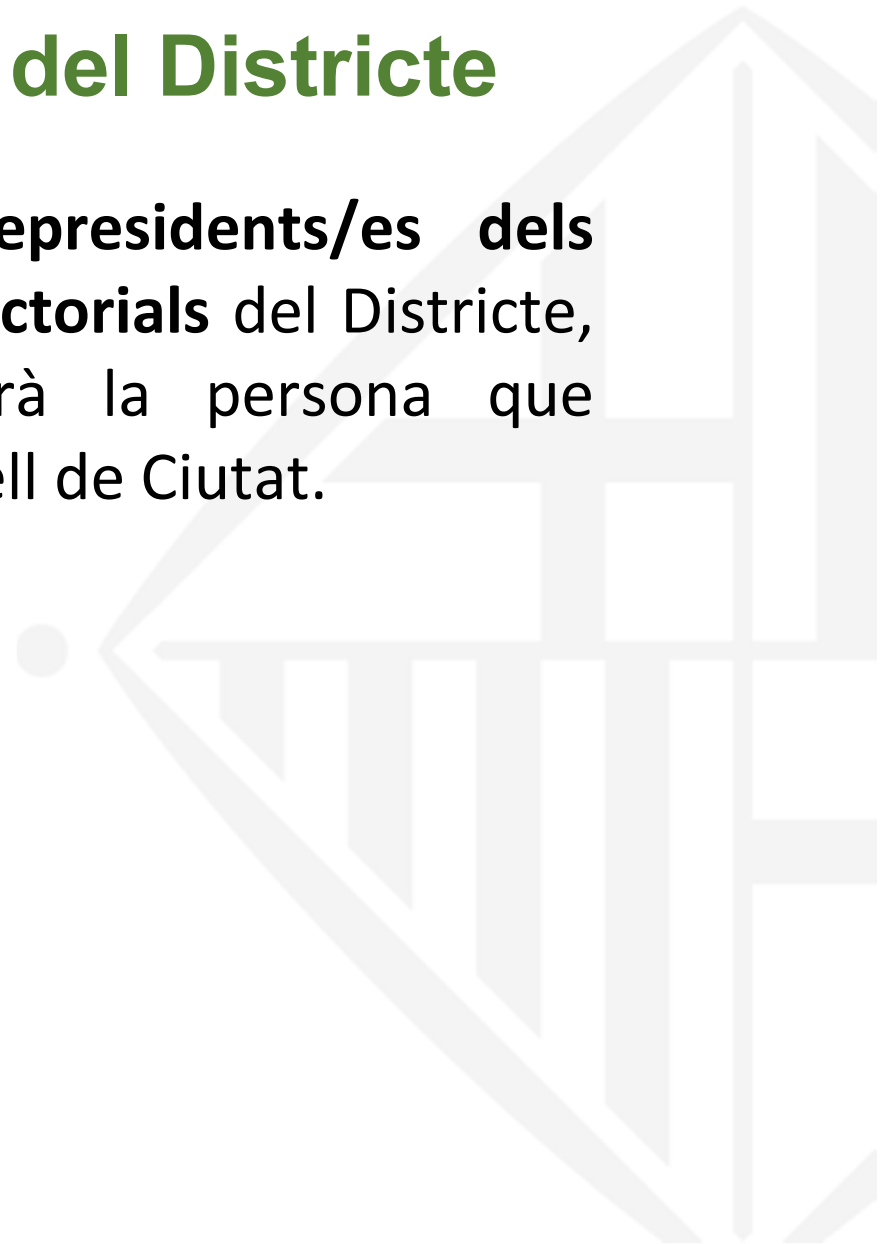 del Districte
epresidents/es dels
ctorials del Districte,
rà la persona que
ell de Ciutat.